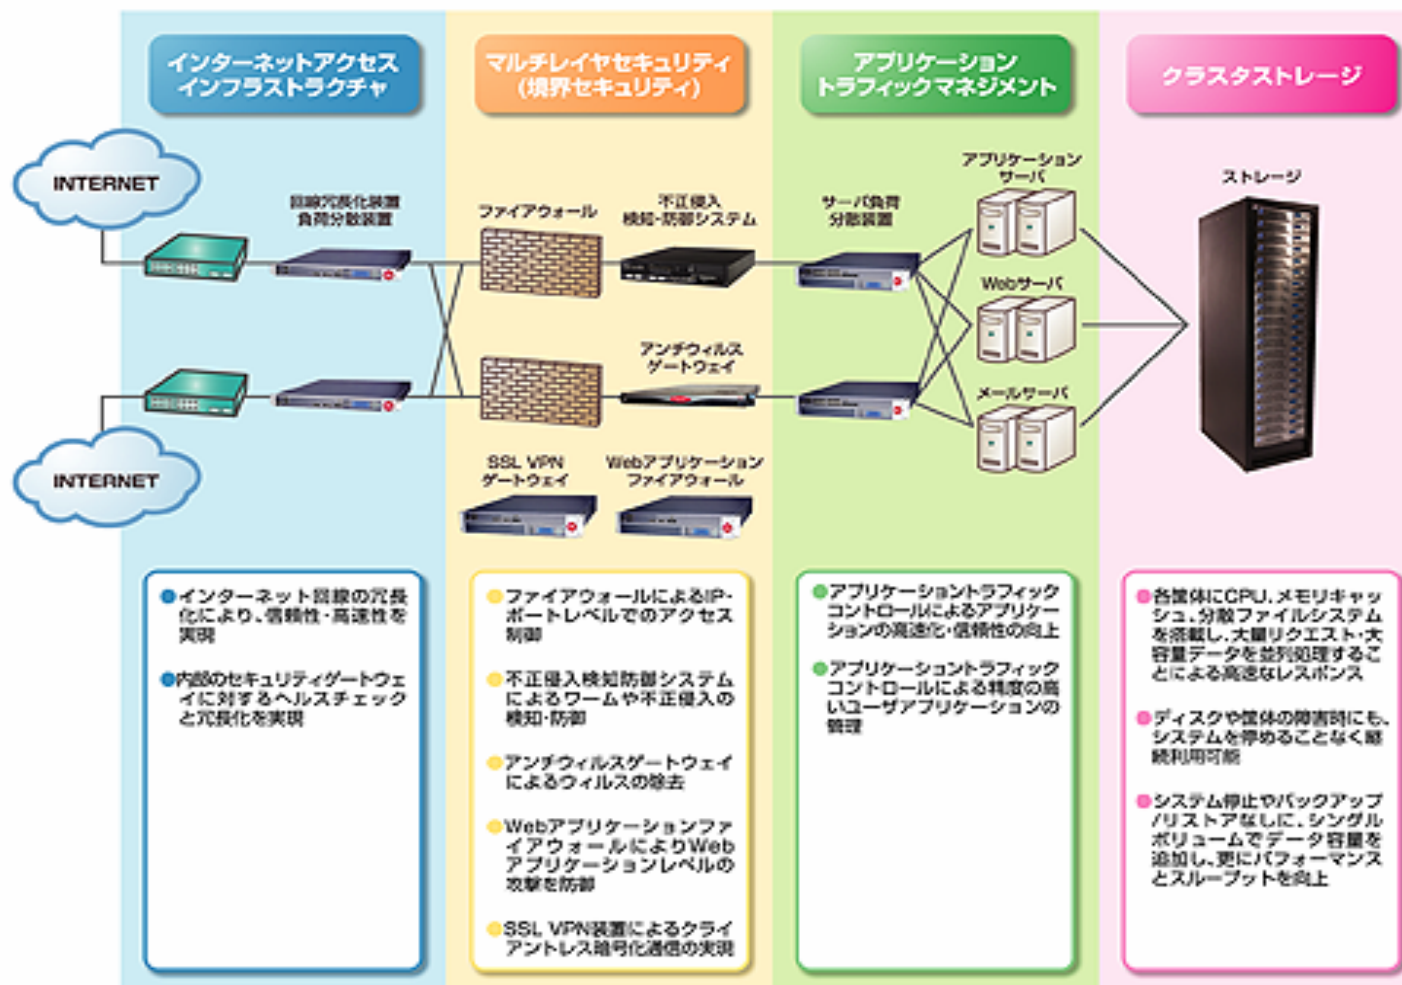 インターネットアクセス
インフラストラクチャ
マルチレイヤセキュリティ
(境界セキュリティ)
アプリケーション
トラフィックマネジメント
クラスタストレージ
INTERNET
INTERNET
回線冗長化装置
負荷分散装置
ファイアウォール
不正侵入
検知・防御システム
アンチウィルス
ゲートウェイ
SSL VPN
ゲートウェイ
Webアプリケーション
ファイアウォール
サーバ負荷
分散装置
アプリケーション
サーバ
Webサーバ
メールサーバ
ストレージ
●インターネット回線の冗長
化により、信頼性・高速性を
実現
●内部のセキュリティゲートウェ
イに対するヘルスチェック
と冗長化を実現
●ファイアウォールによるIP・
ポートレベルでのアクセス
制御
●不正侵入検知防御システム
によるワームや不正侵入の
検知・防御
●アンチウィルスゲートウェイ
によるウィルスの除去
●Webアプリケーションファ
イアウォールによりWeb
アプリケーションレベルの
攻撃を防御
●SSL VPN装置によるクライ
アントレス暗号化通信の実現
●アプリケーショントラフィック
コントロールによるアプリケー
ションの高速化・信頼性の向上
●アプリケーショントラフィック
コントロールによる精度の高
いユーザアプリケーションの
管理
●各筐体にCPU、メモリキャッ
シュ、分散ファイルシステム
を搭載し、大量リクエスト・大
容量データを並列処理するこ
とによる高速なレスポンス
●ディスクや筐体の障害時にも、
システムを停めることなく継
続利用可能
●システム停止やバックアップ
/リストアなしに、シングル
ボリュームでデータ容量を
追加し、更にパフォーマンス
とスループットを向上